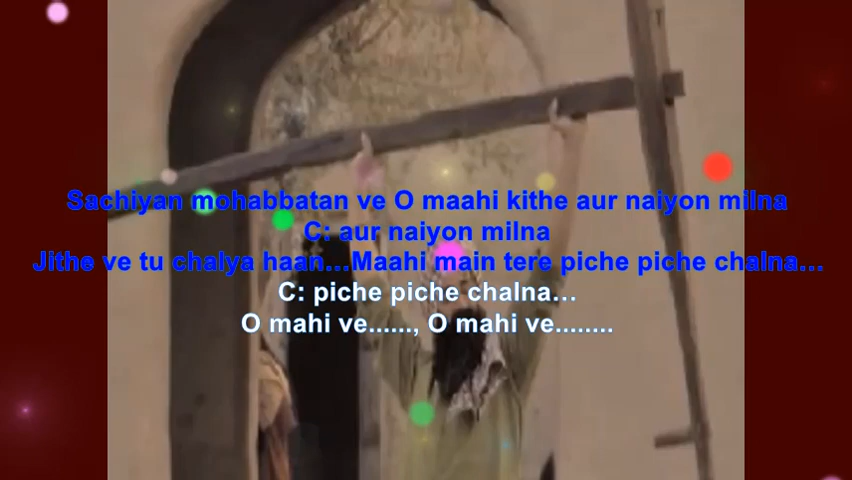 Sachiyan mohabbatan ve O maahi kithe aur naiyon milna
C: aur naiyon milna
Jithe ve tu chalya haan...Maahi main tere piche piche chalna...
C: piche piche chalna...
O mahi ve......, O mahi ve........